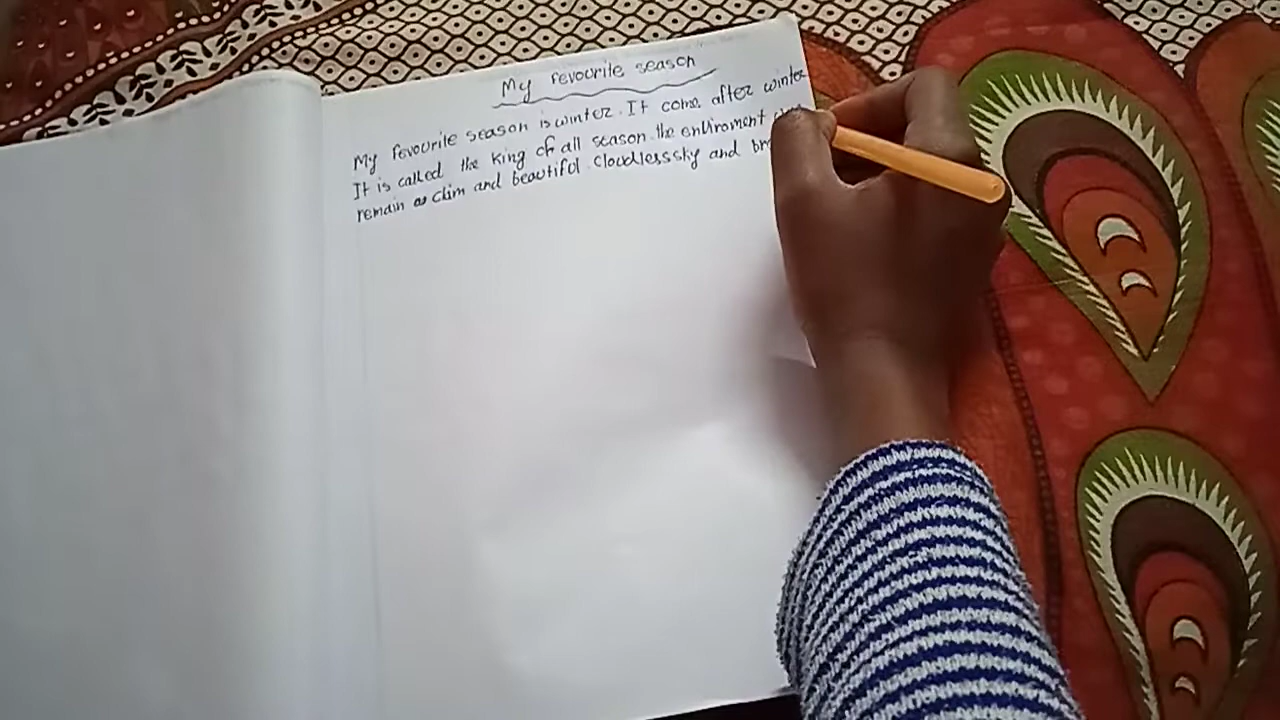 My fevourite season
My fevourite season is winter. It come after winter
It is called the king of all season. the enliroment
remain as clim and beautiful. Cloudlesssky and